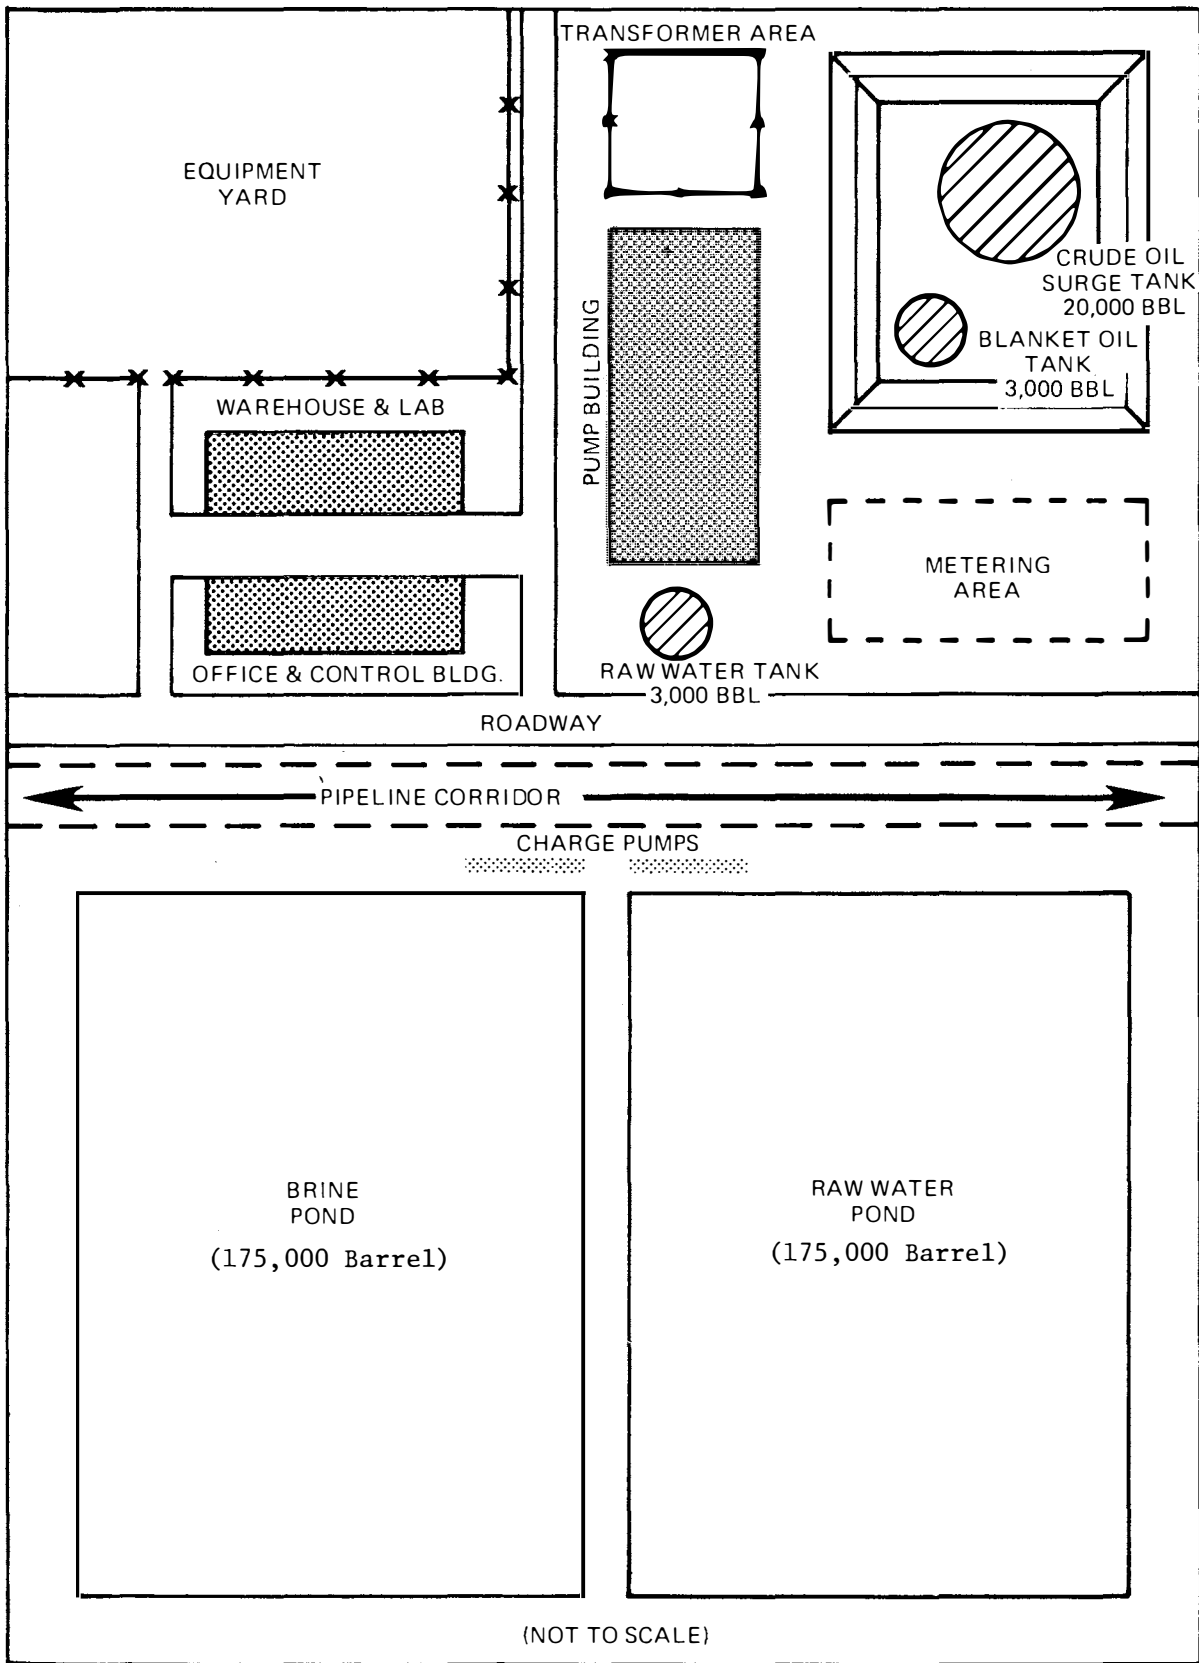 TRANSFORMER AREA
EQUIPMENT
YARD
CRUDE OIL
SURGE TANK
20,000 BBL
BLANKET OIL
TANK
3,000 BBL
PUMP BUILDING
WAREHOUSE & LAB
METERING
AREA
OFFICE & CONTROL BLDG.
RAW WATER TANK
3,000 BBL
ROADWAY
PIPELINE CORRIDOR
CHARGE PUMPS
BRINE
POND
(175,000 Barrel)
RAW WATER
POND
(175,000 Barrel)
(NOT TO SCALE)